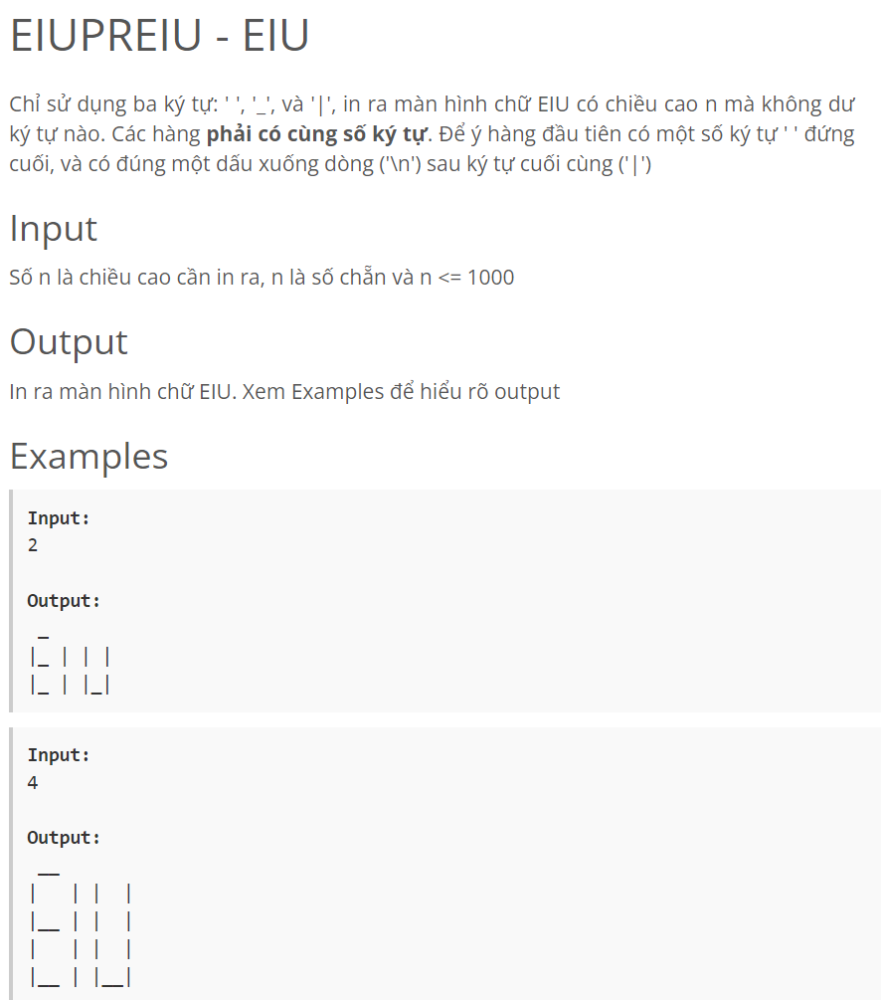 EIUPREIU - EIU
Chỉ sử dụng ba ký tự: ' ', '_', và '|', in ra màn hình chữ EIU có chiều cao n mà không dư
ký tự nào. Các hàng phải có cùng số ký tự. Để ý hàng đầu tiên có một số ký tự ' ' đứng
cuối, và có đúng một dấu xuống dòng ('\n') sau ký tự cuối cùng ('|')
Input
Số n là chiều cao cần in ra, n là số chẵn và n <= 1000
Output
In ra màn hình chữ EIU. Xem Examples để hiểu rõ output
Examples
Input:
2
Output:
 _
|_ | | |
|_ | |_|
Input:
4
Output:
 __
|   | |  |
|__ | |  |
|   | |  |
|__ | |__|